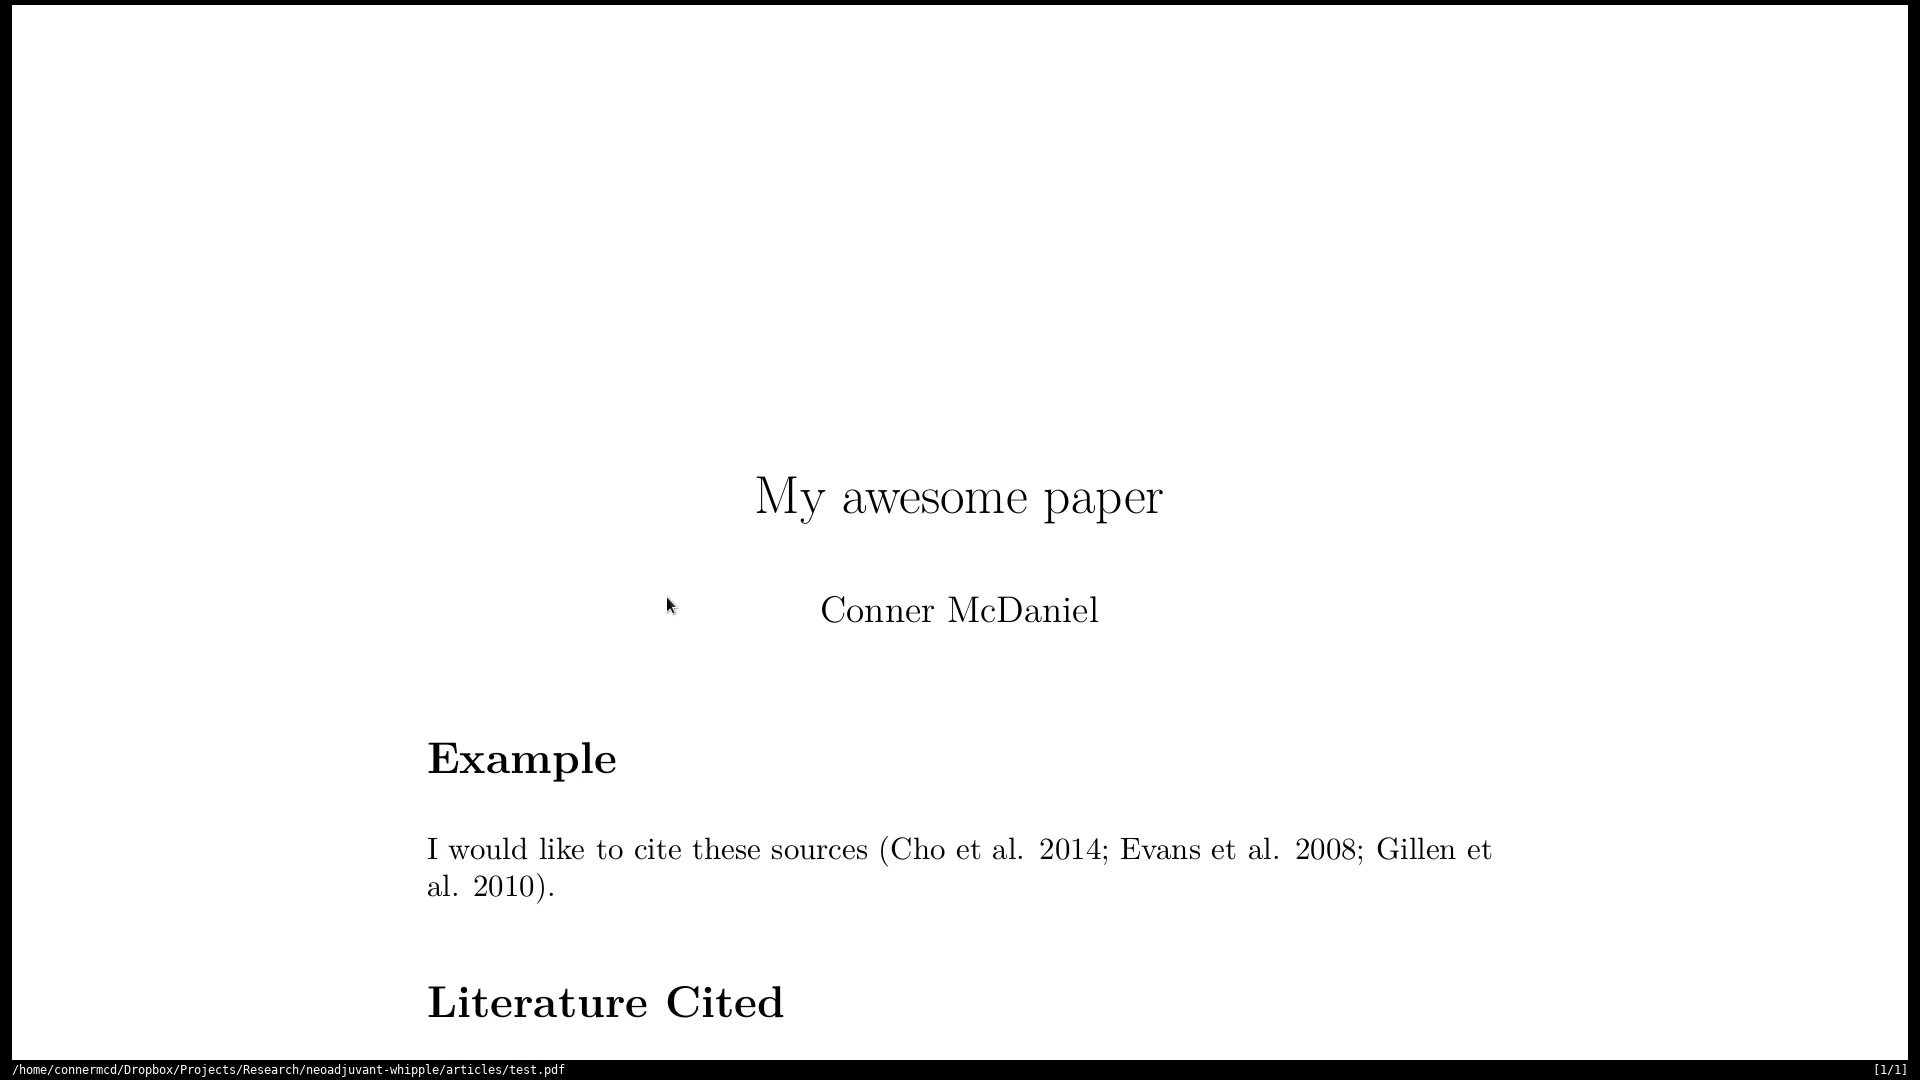 My awesome paper
Conner McDaniel
Example
I would like to cite these sources (Cho et al. 2014; Evans et al. 2008; Gillen et
al. 2010).
Literature Cited
/home/connermcd/Dropbox/Projects/Research/neoadjuvant-whipple/articles/test.pdf [1/1]